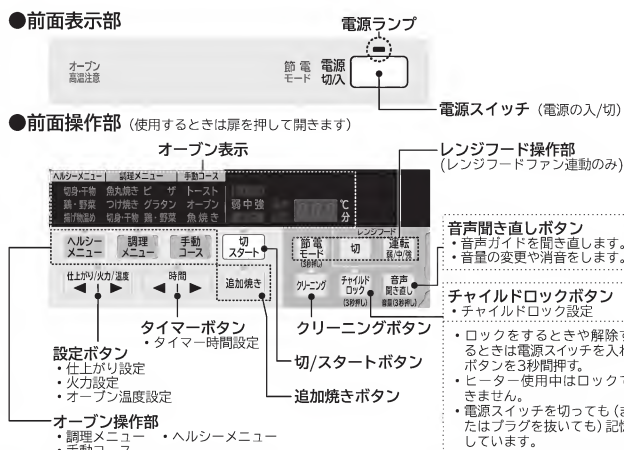 ●前面表示部
電源ランプ
オーブン
高温注意
節電
モード
電源
切/入
電源スイッチ（電源の入/切）
●前面操作部（使用するときは扉を押して開きます）
オーブン表示
レンジフード操作部
(レンジフードファン連動のみ)
ヘルシーメニュー 調理メニュー 手動コース
切身・干物 魚丸焼き ピザ トースト
鶏・野菜 つけ焼き グラタン オーブン 弱中強 ℃
揚げ物温め 切身・干物 鶏・野菜 魚焼き 分
レンジフード
ヘルシー
メニュー
調理
メニュー
手動
コース
切
スタート
節電
モード
(3秒押し)
切
運転
弱/中/強
仕上がり/火力/温度
◀ ▶
時間
◀ ▶
追加焼き
クリーニング
チャイルド
ロック
(3秒押し)
音声
聞き直し
音量(3秒押し)
音声聞き直しボタン
・音声ガイドを聞き直します。
・音量の変更や消音をします。
チャイルドロックボタン
・チャイルドロック設定
・ロックをするときや解除す
るときは電源スイッチを入れ
ボタンを3秒間押す。
・ヒーター使用中はロックで
きません。
・電源スイッチを切っても(ま
たはプラグを抜いても)記憶
しています。
タイマーボタン
・タイマー時間設定
クリーニングボタン
設定ボタン
・仕上がり設定
・火力設定
・オーブン温度設定
切/スタートボタン
追加焼きボタン
オーブン操作部
・調理メニュー ・ヘルシーメニュー
・手動コース